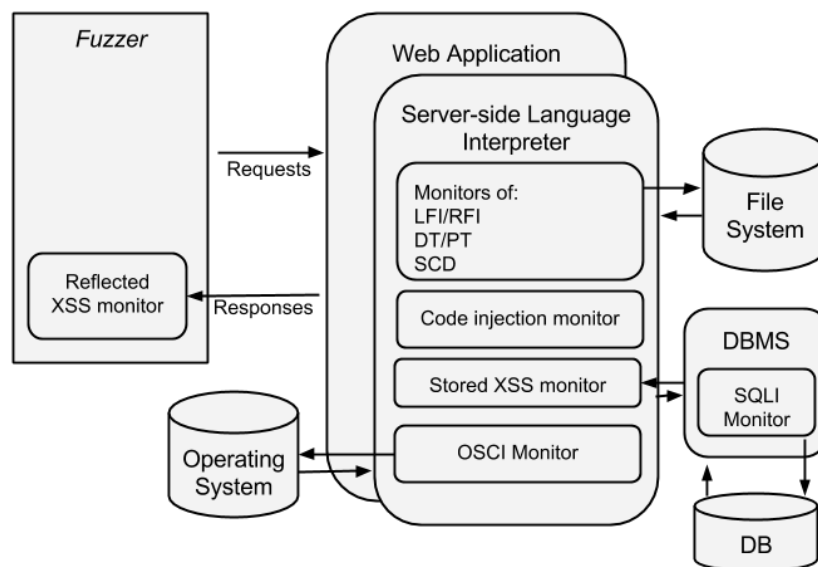 Fuzzer
Web Application
Server-side Language
Interpreter
Requests
Monitors of:
LFI/RFI
DT/PT
SCD
File
System
Reflected
XSS monitor
Responses
Code injection monitor
DBMS
Stored XSS monitor
SQLI
Monitor
Operating
System
OSCI Monitor
DB